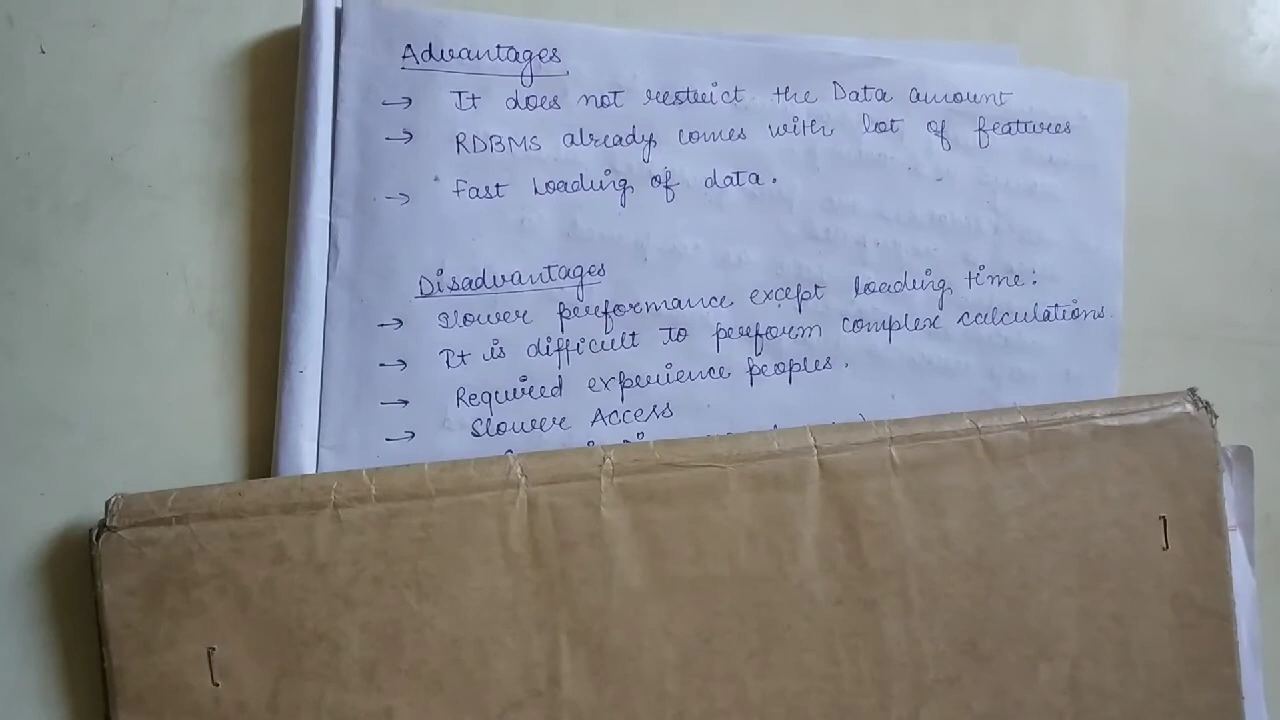 Advantages
→ It does not restrict the Data amount
→ RDBMS already comes with lot of features
→ Fast Loading of data.
Disadvantages
→ Slower performance except loading time:
→ It is difficult to perform complex calculations.
→ Required experience peoples.
→ Slower Access